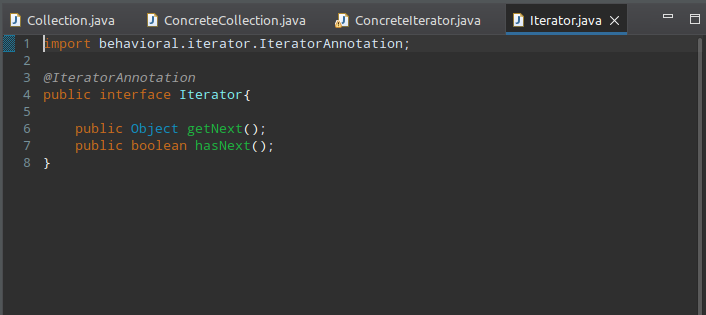 Collection.java ConcreteCollection.java ConcreteIterator.java Iterator.java
1 import behavioral.iterator.IteratorAnnotation;
2
3 @IteratorAnnotation
4 public interface Iterator{
5
6 public Object getNext();
7 public boolean hasNext();
8 }